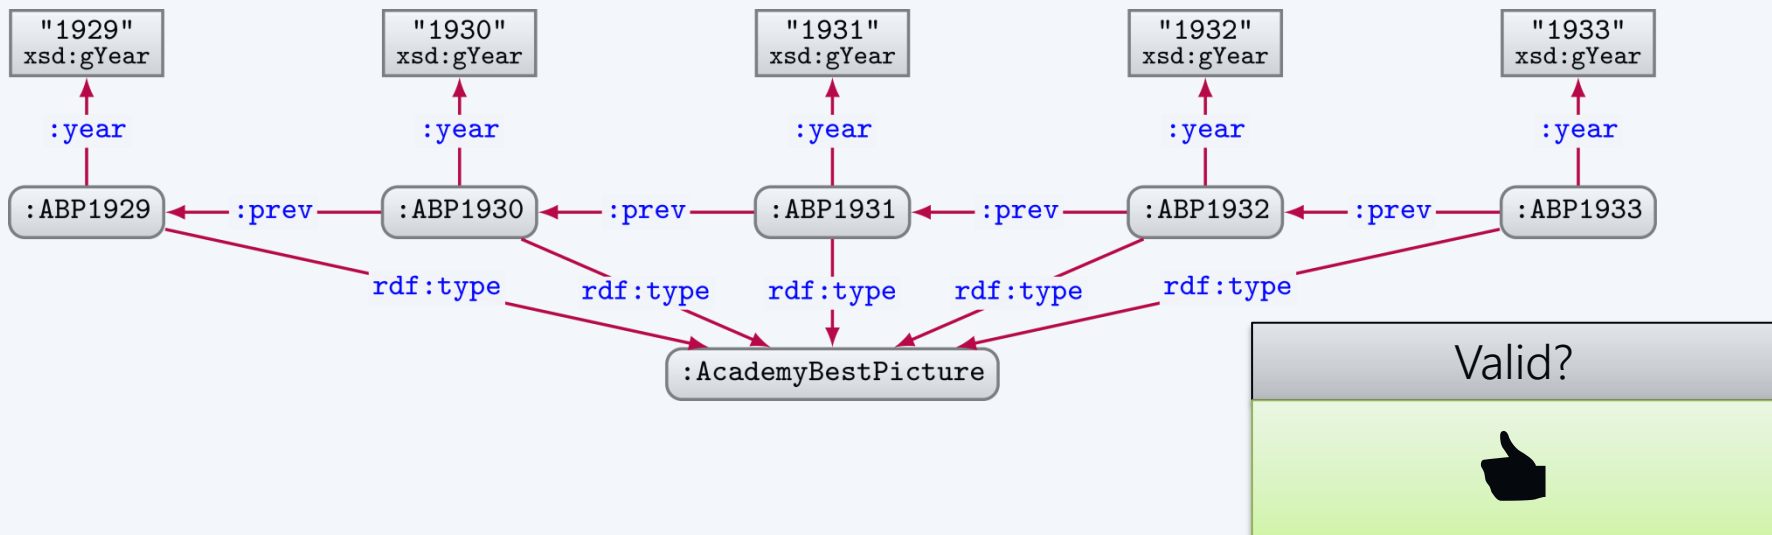 "1929" "1930" "1931" "1932" "1933"
xsd:gYear xsd:gYear xsd:gYear xsd:gYear xsd:gYear
:year :year :year :year :year
:ABP1929 :prev :ABP1930 :prev :ABP1931 :prev :ABP1932 :prev :ABP1933
rdf:type rdf:type rdf:type rdf:type rdf:type
:AcademyBestPicture
Valid?